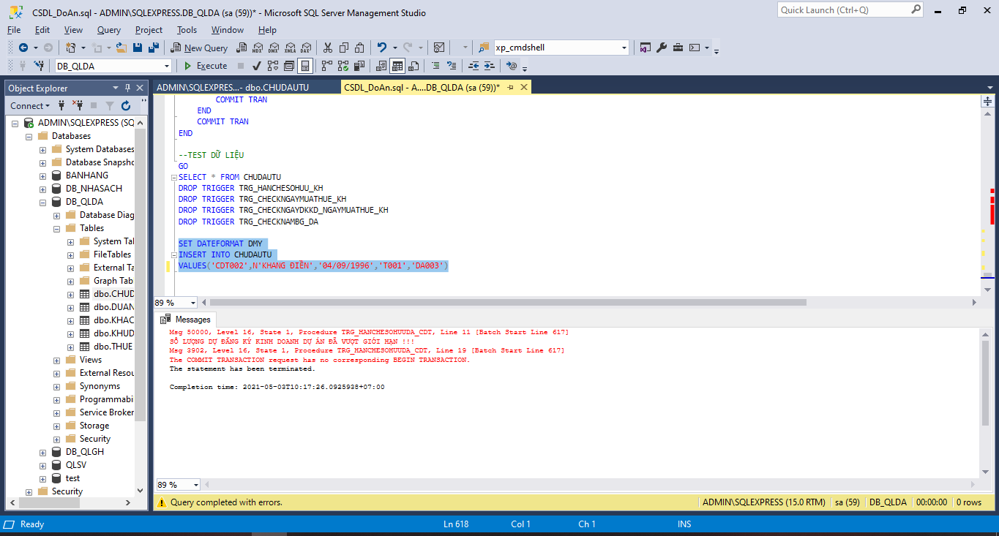 CSDL_DoAn.sql - ADMIN\SQLEXPRESS.DB_QLDA (sa (59))* - Microsoft SQL Server Management Studio
Quick Launch (Ctrl+Q)
File Edit View Query Project Tools Window Help
New Query
MDX DMX XMLA DAX
xp_cmdshell
DB_QLDA
Execute
Object Explorer
Connect
ADMIN\SQLEXPRESS (SQ
Databases
System Databases
Database Snapsho
BANHANG
DB_NHASACH
DB_QLDA
Database Diag
Tables
System Tal
FileTables
External Ta
Graph Tab
dbo.CHUD
dbo.DUAN
dbo.KHAC
dbo.KHUD
dbo.THUE
Views
External Resou
Synonyms
Programmabi
Service Broker
Storage
Security
DB_QLGH
QLSV
test
Security
ADMIN\SQLEXPRES...- dbo.CHUDAUTU
CSDL_DoAn.sql - A....DB_QLDA (sa (59))*
COMMIT TRAN
END
COMMIT TRAN
END
--TEST DỮ LIỆU
GO
SELECT * FROM CHUDAUTU
DROP TRIGGER TRG_HANCHESOHUU_KH
DROP TRIGGER TRG_CHECKNGAYMUATHUE_KH
DROP TRIGGER TRG_CHECKNGAYDKKD_NGAYMUATHUE_KH
DROP TRIGGER TRG_CHECKNAMBG_DA
SET DATEFORMAT DMY
INSERT INTO CHUDAUTU
VALUES('CDT002',N'KHANG ĐIỀN','04/09/1996','T001','DA003')
89 %
Messages
Msg 50000, Level 16, State 1, Procedure TRG_HANCHESOHUUDA_CDT, Line 11 [Batch Start Line 617]
SỐ LƯỢNG DỰ ĐĂNG KÝ KINH DOANH DỰ ÁN ĐÃ VƯỢT GIỚI HẠN !!!
Msg 3902, Level 16, State 1, Procedure TRG_HANCHESOHUUDA_CDT, Line 19 [Batch Start Line 617]
The COMMIT TRANSACTION request has no corresponding BEGIN TRANSACTION.
The statement has been terminated.
Completion time: 2021-05-03T10:17:26.0925938+07:00
89 %
Query completed with errors.
ADMIN\SQLEXPRESS (15.0 RTM) sa (59) DB_QLDA 00:00:00 0 rows
Ready
Ln 618
Col 1
Ch 1
INS